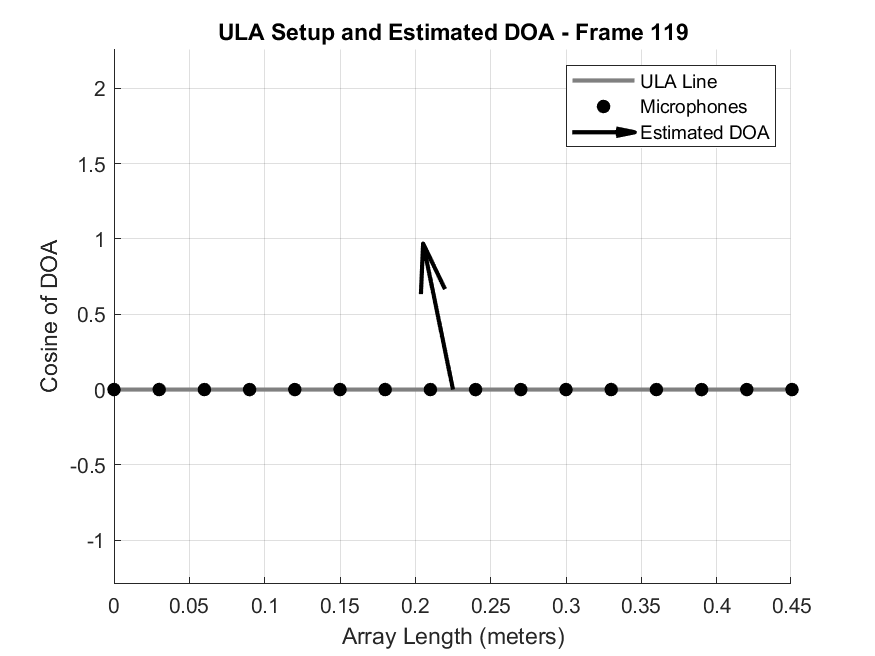 ULA Setup and Estimated DOA - Frame 119
ULA Line
Microphones
Estimated DOA
2
1.5
1
0.5
0
-0.5
-1
Cosine of DOA
0
0.05
0.1
0.15
0.2
0.25
0.3
0.35
0.4
0.45
Array Length (meters)